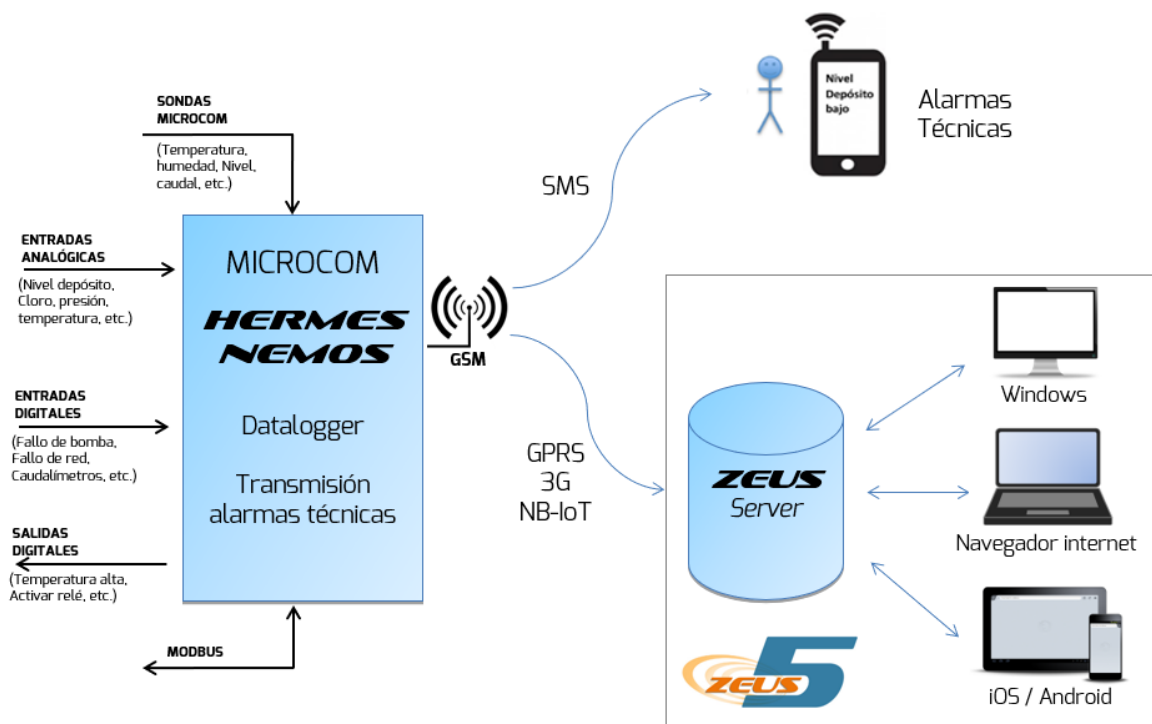 SONDAS
MICROCOM
(Temperatura,
humedad, Nivel,
caudal, etc.)
ENTRADAS
ANALÓGICAS
(Nivel depósito,
Cloro, presión,
temperatura, etc.)
ENTRADAS
DIGITALES
(Fallo de bomba,
Fallo de red,
Caudalímetros, etc.)
SALIDAS
DIGITALES
(Temperatura alta,
Activar relé, etc.)
MODBUS
MICROCOM
HERMES
NEMOS
Datalogger
Transmisión
alarmas técnicas
GSM
SMS
Nivel
Depósito
bajo
Alarmas
Técnicas
GPRS
3G
NB-IoT
ZEUS
Server
Windows
Navegador internet
iOS / Android
ZEUS 5